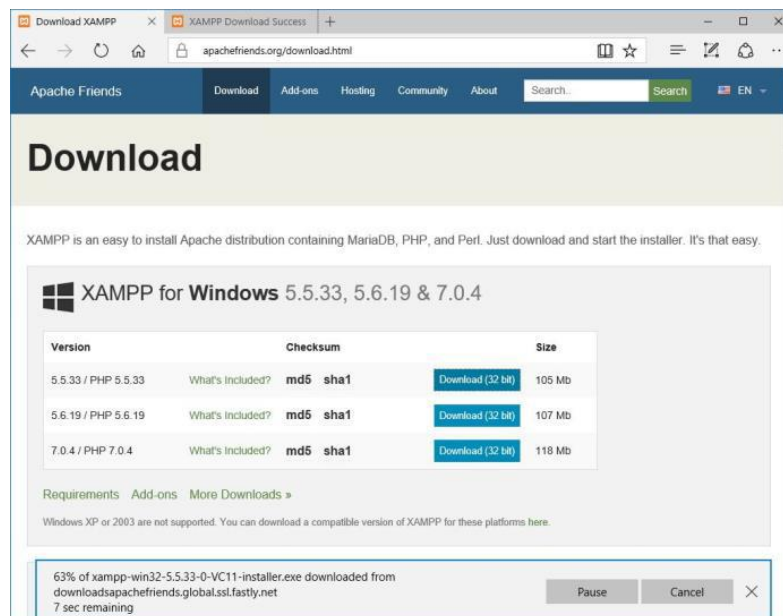 Download XAMPP
XAMPP Download Success
apachefriends.org/download.html
Apache Friends Download Add-ons Hosting Community About Search.. Search EN
Download
XAMPP is an easy to install Apache distribution containing MariaDB, PHP, and Perl. Just download and start the installer. It's that easy.
XAMPP for Windows 5.5.33, 5.6.19 & 7.0.4
Version Checksum Size
5.5.33 / PHP 5.5.33 What's Included? md5 sha1 Download (32 bit) 105 Mb
5.6.19 / PHP 5.6.19 What's Included? md5 sha1 Download (32 bit) 107 Mb
7.0.4 / PHP 7.0.4 What's Included? md5 sha1 Download (32 bit) 118 Mb
Requirements Add-ons More Downloads »
Windows XP or 2003 are not supported. You can download a compatible version of XAMPP for these platforms here.
63% of xampp-win32-5.5.33-0-VC11-installer.exe downloaded from
downloadsapachefriends.global.ssl.fastly.net
7 sec remaining
Pause Cancel